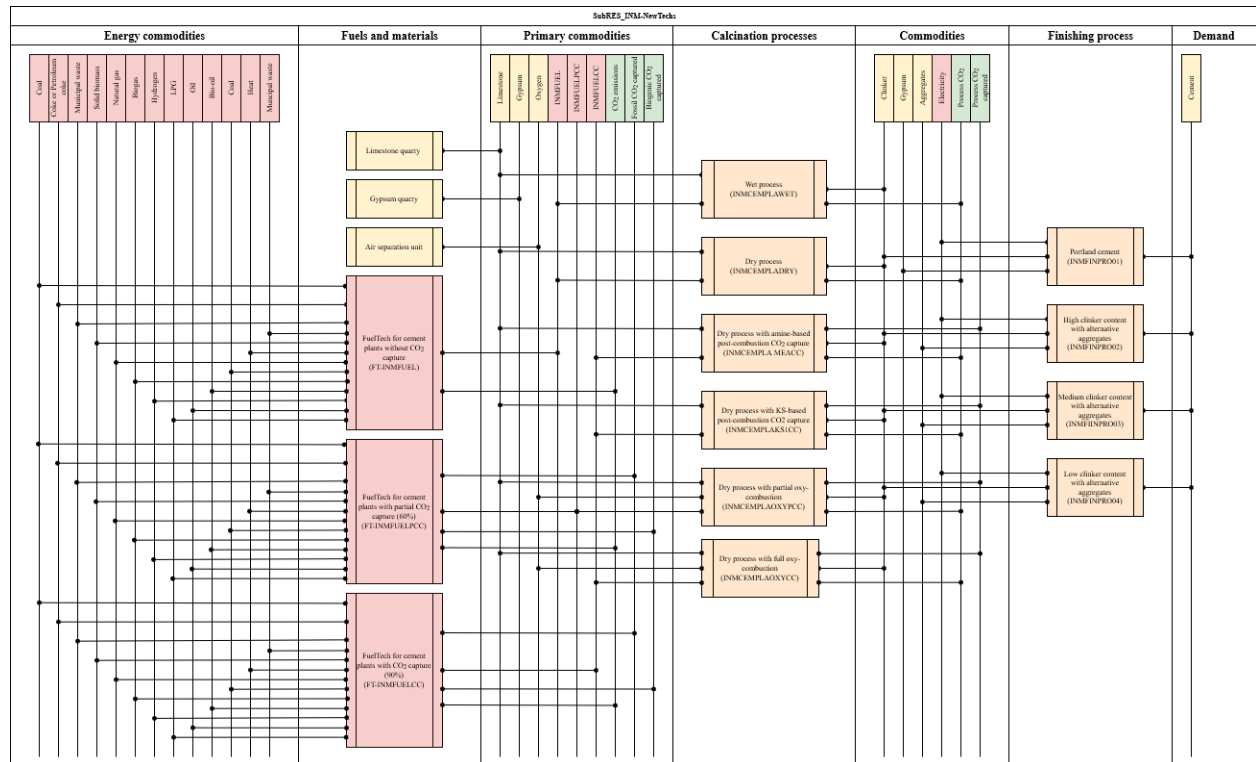 SubRES_INM-NewTechs
Energy commodities
Fuels and materials
Primary commodities
Calcination processes
Commodities
Finishing process
Demand
Coal
Coke or Petroleum
coke
Municipal waste
Solid biomass
Natural gas
Biogas
Hydrogen
LPG
Oil
Bio-oil
Coal
Heat
Municipal waste
Limestone
Gypsum
Oxygen
INMFUEL
INMFUELPCC
INMFUELCC
CO2 emissions
Fossil CO2 captured
Biogenic CO2
captured
Clinker
Gypsum
Aggregates
Electricity
Process CO2
Process CO2
captured
Cement
Limestone quarry
Gypsum quarry
Air separation unit
FuelTech for cement
plants without CO2
capture
(FT-INMFUEL)
FuelTech for cement
plants with partial CO2
capture (60%)
(FT-INMFUELPCC)
FuelTech for cement
plants with CO2 capture
(90%)
(FT-INMFUELCC)
Wet process
(INMCEMPLAWET)
Dry process
(INMCEMPLADRY)
Dry process with amine-based
post-combustion CO2 capture
(INMCEMPLA MEACC)
Dry process with KS-based
post-combustion CO2 capture
(INMCEMPLAKS1CC)
Dry process with partial oxy-
combustion
(INMCEMPLAOXYPCC)
Dry process with full oxy-
combustion
(INMCEMPLAOXYCC)
Portland cement
(INMFINPRO01)
High clinker content
with alternative
aggregates
(INMFINPRO02)
Medium clinker content
with alternative
aggregates
(INMFIINPRO03)
Low clinker content
with alternative
aggregates
(INMFINPRO04)